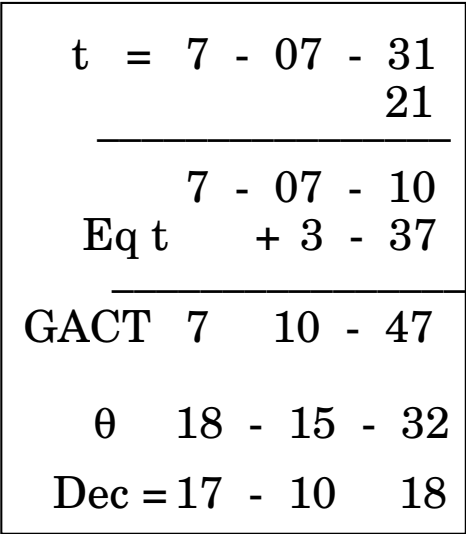 t = 7 - 07 - 31
21
7 - 07 - 10
Eq t + 3 - 37
GACT 7 10 - 47
θ 18 - 15 - 32
Dec = 17 - 10 18